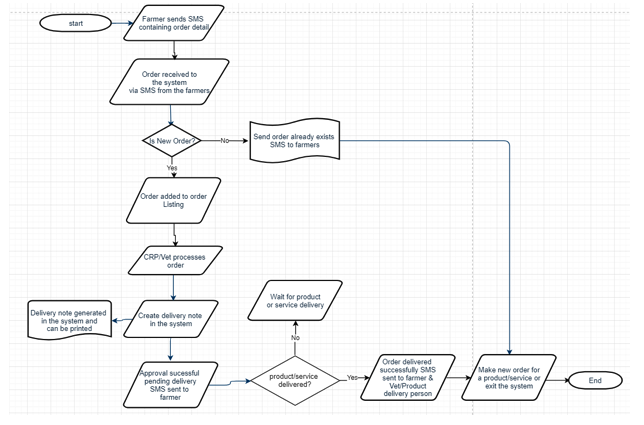 start
Farmer sends SMS
containing order detail
Order received to
the system
via SMS from the farmers
Is New Order?
No
Send order already exists
SMS to farmers
Yes
Order added to order
Listing
CRP/Vet processes
order
Wait for product
or service delivery
Delivery note generated
in the system and
can be printed
Create delivery note
in the system
No
Approval sucessful
pending delivery
SMS sent to
farmer
product/service
delivered?
Yes
Order delivered
successfully SMS
sent to farmer &
Vet/Product
delivery person
Make new order for
a product/service or
exit the system
End